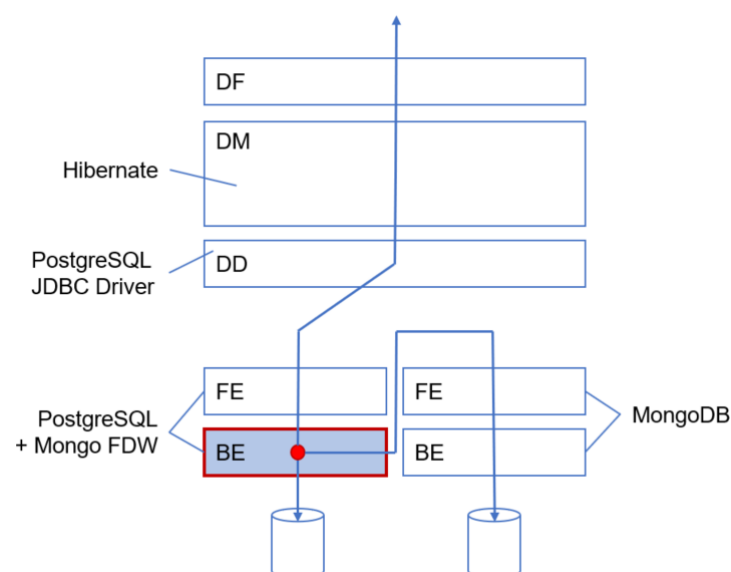 DF
DM
Hibernate
PostgreSQL
JDBC Driver
DD
FE
FE
PostgreSQL
+ Mongo FDW
MongoDB
BE
BE